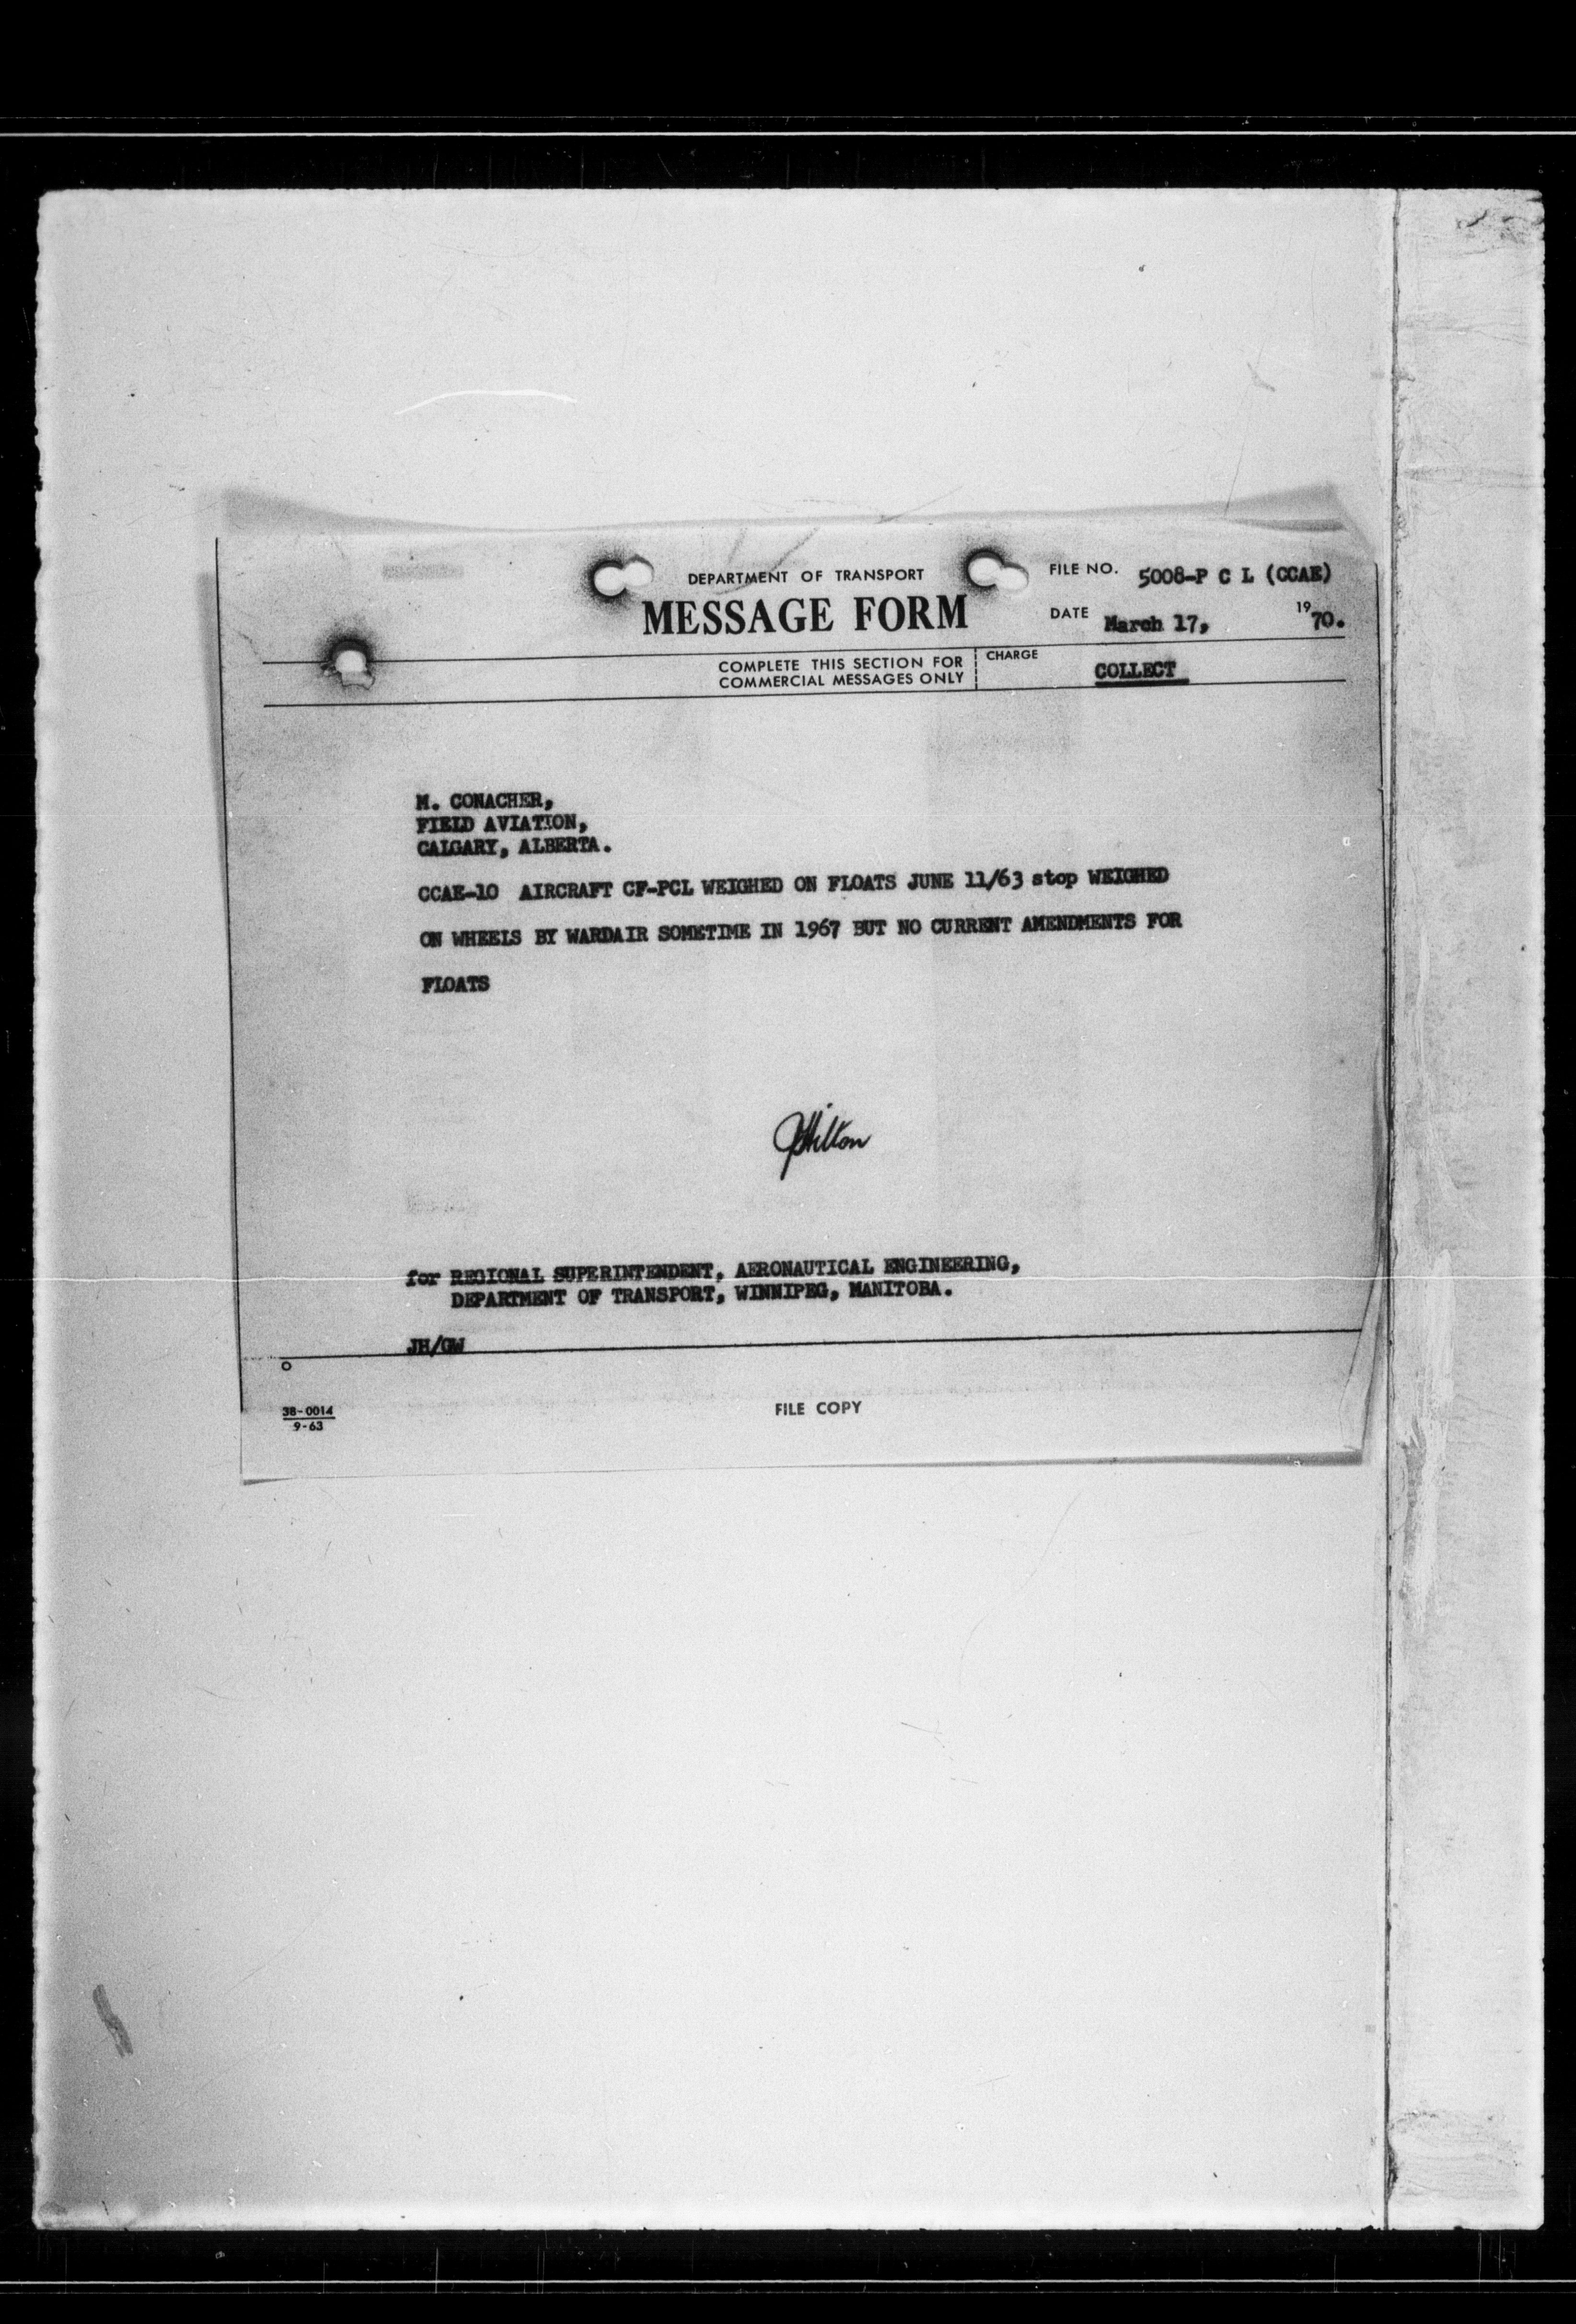 DEPARTMENT OF TRANSPORT
MESSAGE FORM
FILE NO. 5008-P C L (CCAE)
DATE March 17, 1970.
COMPLETE THIS SECTION FOR
COMMERCIAL MESSAGES ONLY
CHARGE
COLLECT
M. CONACHER,
FIELD AVIATION,
CALGARY, ALBERTA.
CCAE-10 AIRCRAFT CF-PCL WEIGHED ON FLOATS JUNE 11/63 stop WEIGHED
ON WHEELS BY WARDAIR SOMETIME IN 1967 BUT NO CURRENT AMENDMENTS FOR
FLOATS
JHilton
for REGIONAL SUPERINTENDENT, AERONAUTICAL ENGINEERING,
DEPARTMENT OF TRANSPORT, WINNIPEG, MANITOBA.
JH/GW
38-0014
9-63
FILE COPY